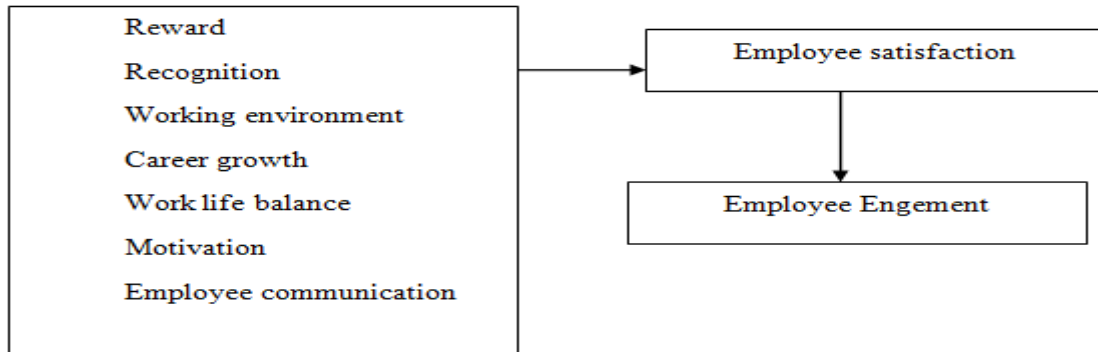 Reward
Recognition
Working environment
Career growth
Work life balance
Motivation
Employee communication
Employee satisfaction
Employee Engement